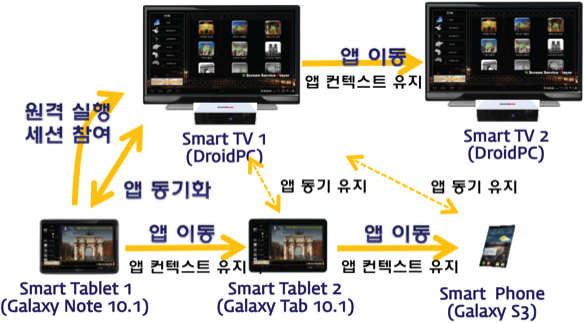 앱 이동
앱 컨텍스트 유지
N Screen Service - Player
원격 실행
세션 참여
Smart TV 1
(DroidPC)
Smart TV 2
(DroidPC)
앱 동기화
앱 동기 유지
앱 동기 유지
앱 이동
앱 컨텍스트 유지
앱 이동
앱 컨텍스트 유지
Smart Tablet 1
(Galaxy Note 10.1)
Smart Tablet 2
(Galaxy Tab 10.1)
Smart Phone
(Galaxy S3)